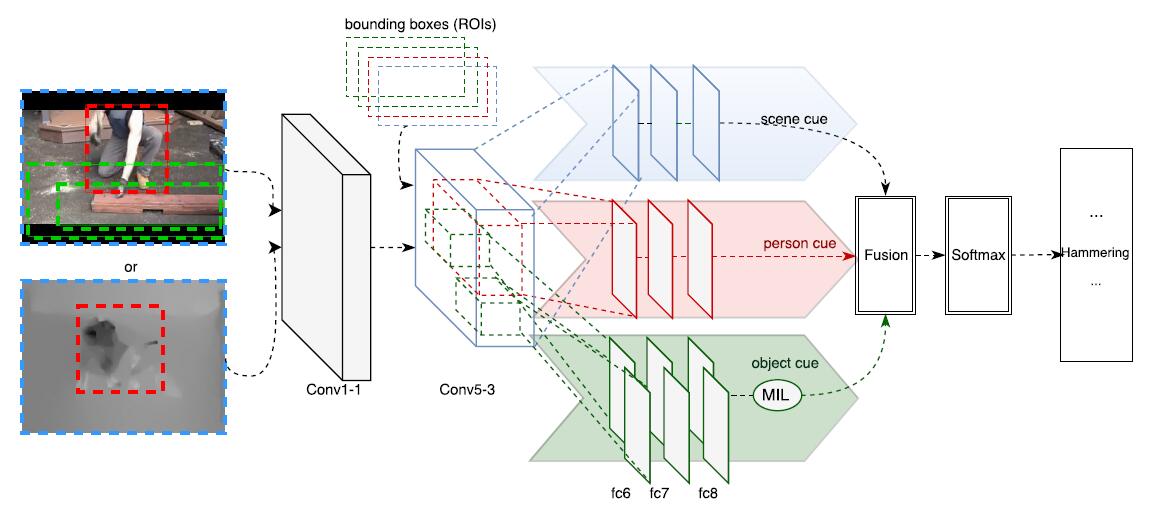 bounding boxes (ROIs)
scene cue
or
person cue
Fusion
Softmax
...
Hammering
...
object cue
MIL
Conv1-1
Conv5-3
fc6
fc7
fc8